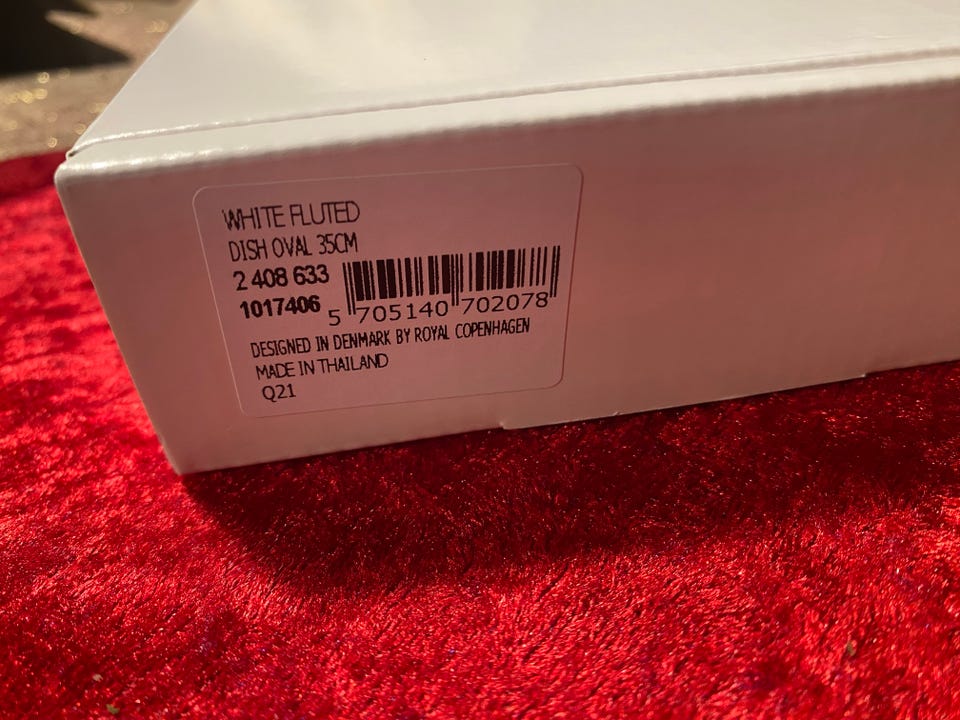 WHITE FLUTED
DISH OVAL 35CM
2 408 633
1017406
5 705140 702078
DESIGNED IN DENMARK BY ROYAL COPENHAGEN
MADE IN THAILAND
Q21